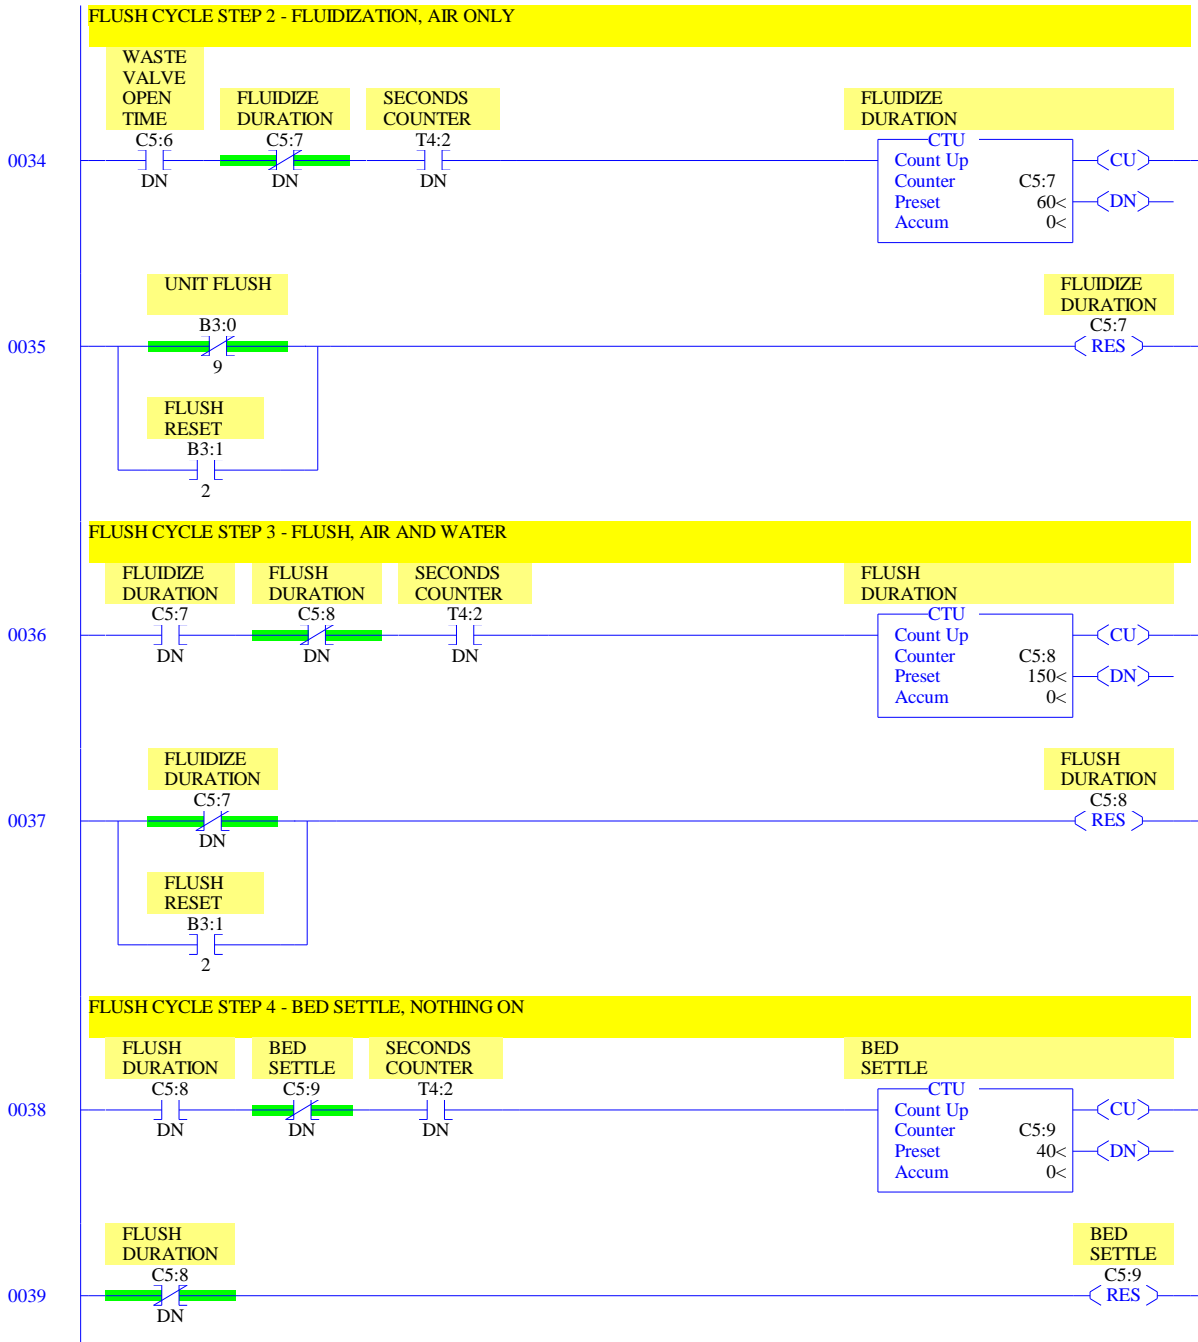 FLUSH CYCLE STEP 2 - FLUIDIZATION, AIR ONLY
WASTE
VALVE
OPEN
TIME
C5:6
DN
FLUIDIZE
DURATION
C5:7
DN
SECONDS
COUNTER
T4:2
DN
FLUIDIZE
DURATION
CTU
Count Up
Counter C5:7
Preset 60<
Accum 0<
CU
DN
0034
UNIT FLUSH
B3:0
9
FLUSH
RESET
B3:1
2
FLUIDIZE
DURATION
C5:7
RES
0035
FLUSH CYCLE STEP 3 - FLUSH, AIR AND WATER
FLUIDIZE
DURATION
C5:7
DN
FLUSH
DURATION
C5:8
DN
SECONDS
COUNTER
T4:2
DN
FLUSH
DURATION
CTU
Count Up
Counter C5:8
Preset 150<
Accum 0<
CU
DN
0036
FLUIDIZE
DURATION
C5:7
DN
FLUSH
RESET
B3:1
2
FLUSH
DURATION
C5:8
RES
0037
FLUSH CYCLE STEP 4 - BED SETTLE, NOTHING ON
FLUSH
DURATION
C5:8
DN
BED
SETTLE
C5:9
DN
SECONDS
COUNTER
T4:2
DN
BED
SETTLE
CTU
Count Up
Counter C5:9
Preset 40<
Accum 0<
CU
DN
0038
FLUSH
DURATION
C5:8
DN
BED
SETTLE
C5:9
RES
0039